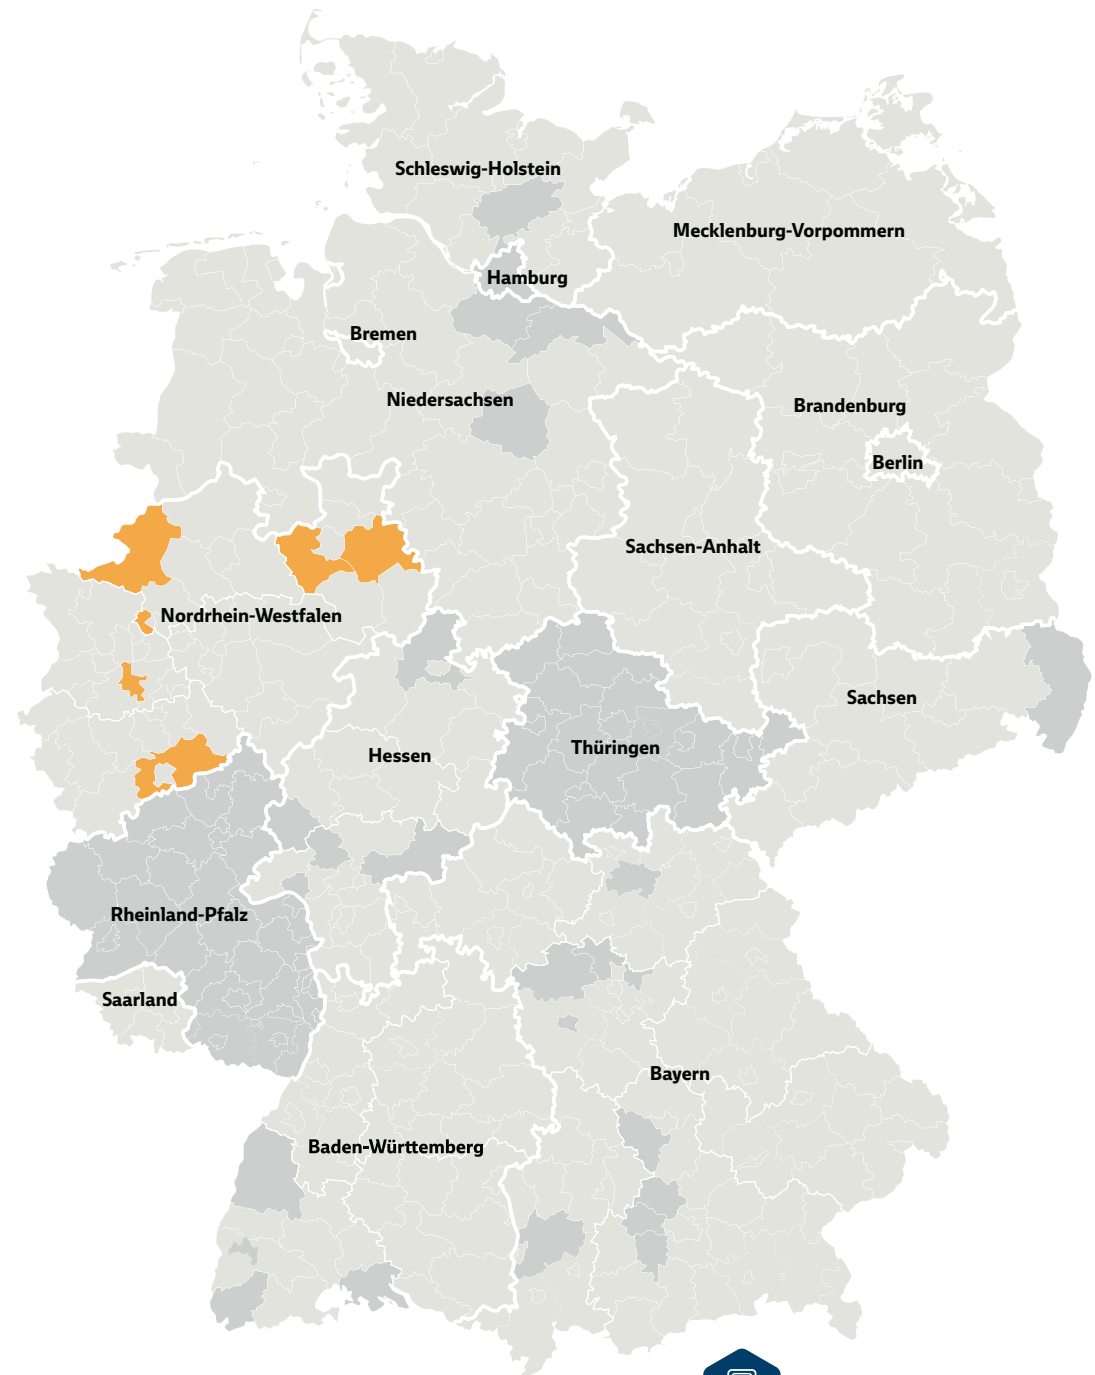 Schleswig-Holstein
Mecklenburg-Vorpommern
Hamburg
Bremen
Niedersachsen
Brandenburg
Berlin
Sachsen-Anhalt
Nordrhein-Westfalen
Sachsen
Thüringen
Hessen
Rheinland-Pfalz
Saarland
Bayern
Baden-Württemberg